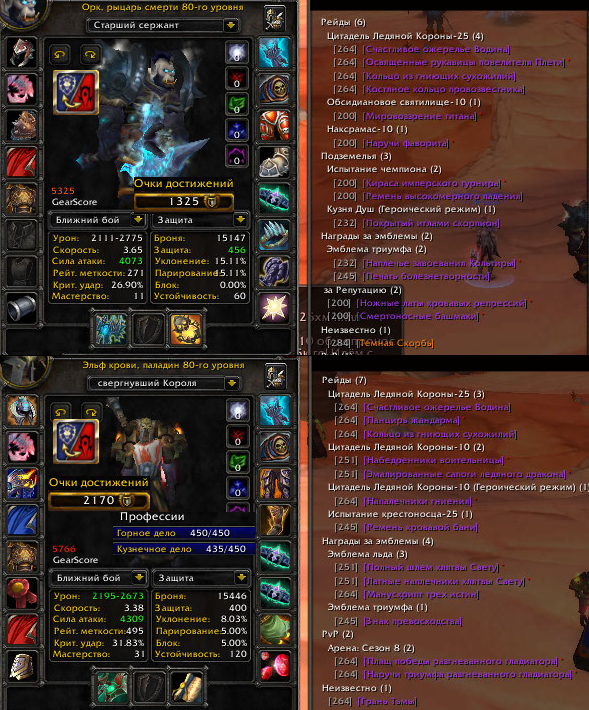 Орк, рыцарь смерти 80-го уровня
Старший сержант
0
0
0
0
0
5325
GearScore
Очки достижений
1325
Ближний бой
Защита
Урон: 2111-2775
Скорость: 3.65
Сила атаки: 4073
Рейт. меткости: 271
Крит. удар: 26.90%
Мастерство: 11
Броня: 15147
Защита: 456
Уклонение: 15.11%
Парирование: 15.11%
Блок: 0.00%
Устойчивость: 60
Рейды (6)
Цитадель Ледяной Короны-25 (4)
[264] [Счастливое ожерелье Водина]
[264] [Освященные рукавицы повелителя Плети]
[264] [Кольцо из гниющих сухожилий]
[264] [Костяное кольцо провозвестника]
Обсидиановое святилище-10 (1)
[200] [Мировоззрение титана]
Наксрамас-10 (1)
[200] [Наручи фаворита]
Подземелья (3)
Испытание чемпиона (2)
[200] [Кираса имперского турнира]
[200] [Ремень высокомерного падения]
Кузня Душ (Героический режим) (1)
[232] [Покрытый иглами скорпион]
Награды за эмблемы (2)
Эмблема триумфа (2)
[232] [Наплечье завоевания Кольтиры]
[245] [Печать болезнетворности]
за Репутацию (2)
[200] [Ножные латы кровавых репрессий]
[200] [Смертоносные башмаки]
Неизвестно (1)
[284] [Темная Скорбь]
Эльф крови, паладин 80-го уровня
свергнувший Короля
0
0
0
Очки достижений
2170
Профессии
Горное дело 450/450
Кузнечное дело 435/450
5766
GearScore
Ближний бой
Защита
Урон: 2195-2673
Скорость: 3.38
Сила атаки: 4309
Рейт. меткости: 495
Крит. удар: 31.83%
Мастерство: 31
Броня: 15446
Защита: 400
Уклонение: 8.03%
Парирование: 5.00%
Блок: 5.00%
Устойчивость: 120
Рейды (7)
Цитадель Ледяной Короны-25 (3)
[264] [Счастливое ожерелье Водина]
[264] [Панцирь жандарма]
[264] [Кольцо из гниющих сухожилий]
Цитадель Ледяной Короны-10 (2)
[251] [Набедренники воительницы]
[251] [Эмалированные сапоги ледяного дракона]
Цитадель Ледяной Короны-10 (Героический режим) (1)
[264] [Напалечники гниения]
Испытание крестоносца-25 (1)
[245] [Ремень кровавой бани]
Награды за эмблемы (4)
Эмблема льда (3)
[251] [Полный шлем клятвы Свету]
[251] [Латные наплечники клятвы Свету]
[264] [Манускрипт трех истин]
Эмблема триумфа (1)
[245] [Знак превосходства]
PvP (2)
Арена: Сезон 8 (2)
[264] [Плащ победы разгневанного гладиатора]
[264] [Наручи триумфа разгневанного гладиатора]
Неизвестно (1)
[264] [Грань Тьмы]